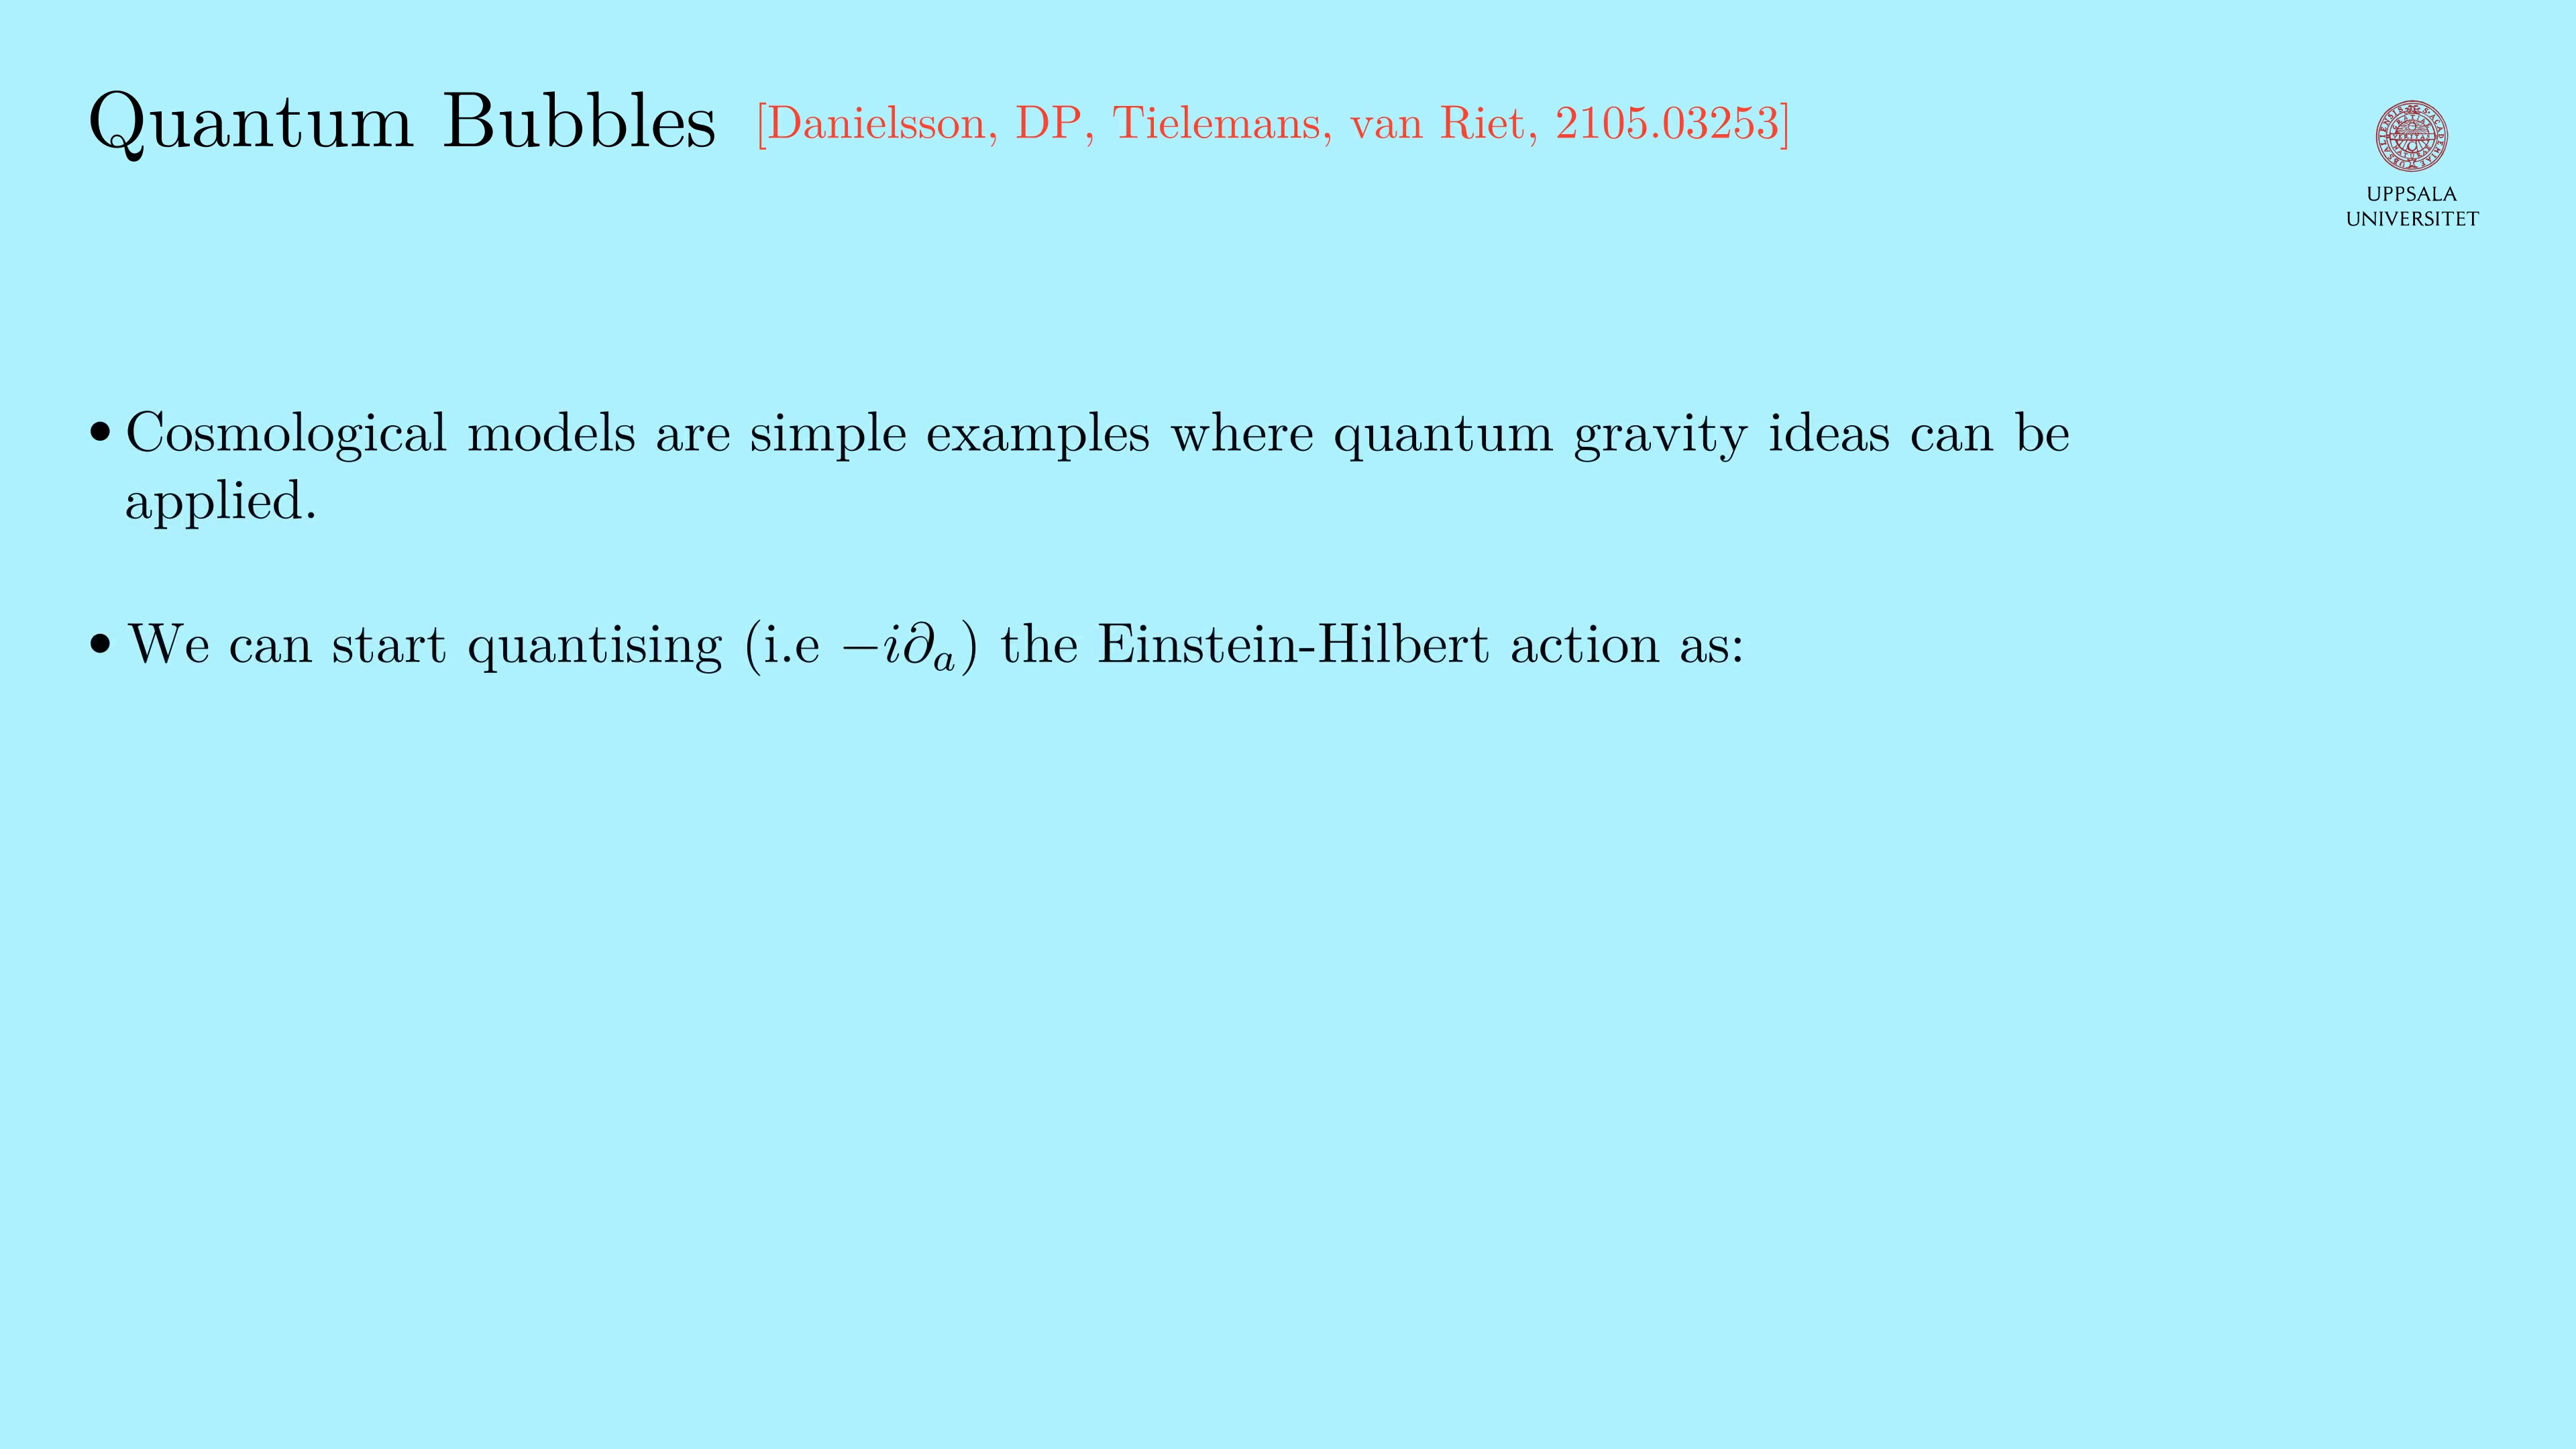 Quantum Bubbles [Danielsson, DP, Tielemans, van Riet, 2105.03253]
UPPSALA
UNIVERSITET
• Cosmological models are simple examples where quantum gravity ideas can be
applied.
• We can start quantising (i.e −i∂ₐ) the Einstein-Hilbert action as: